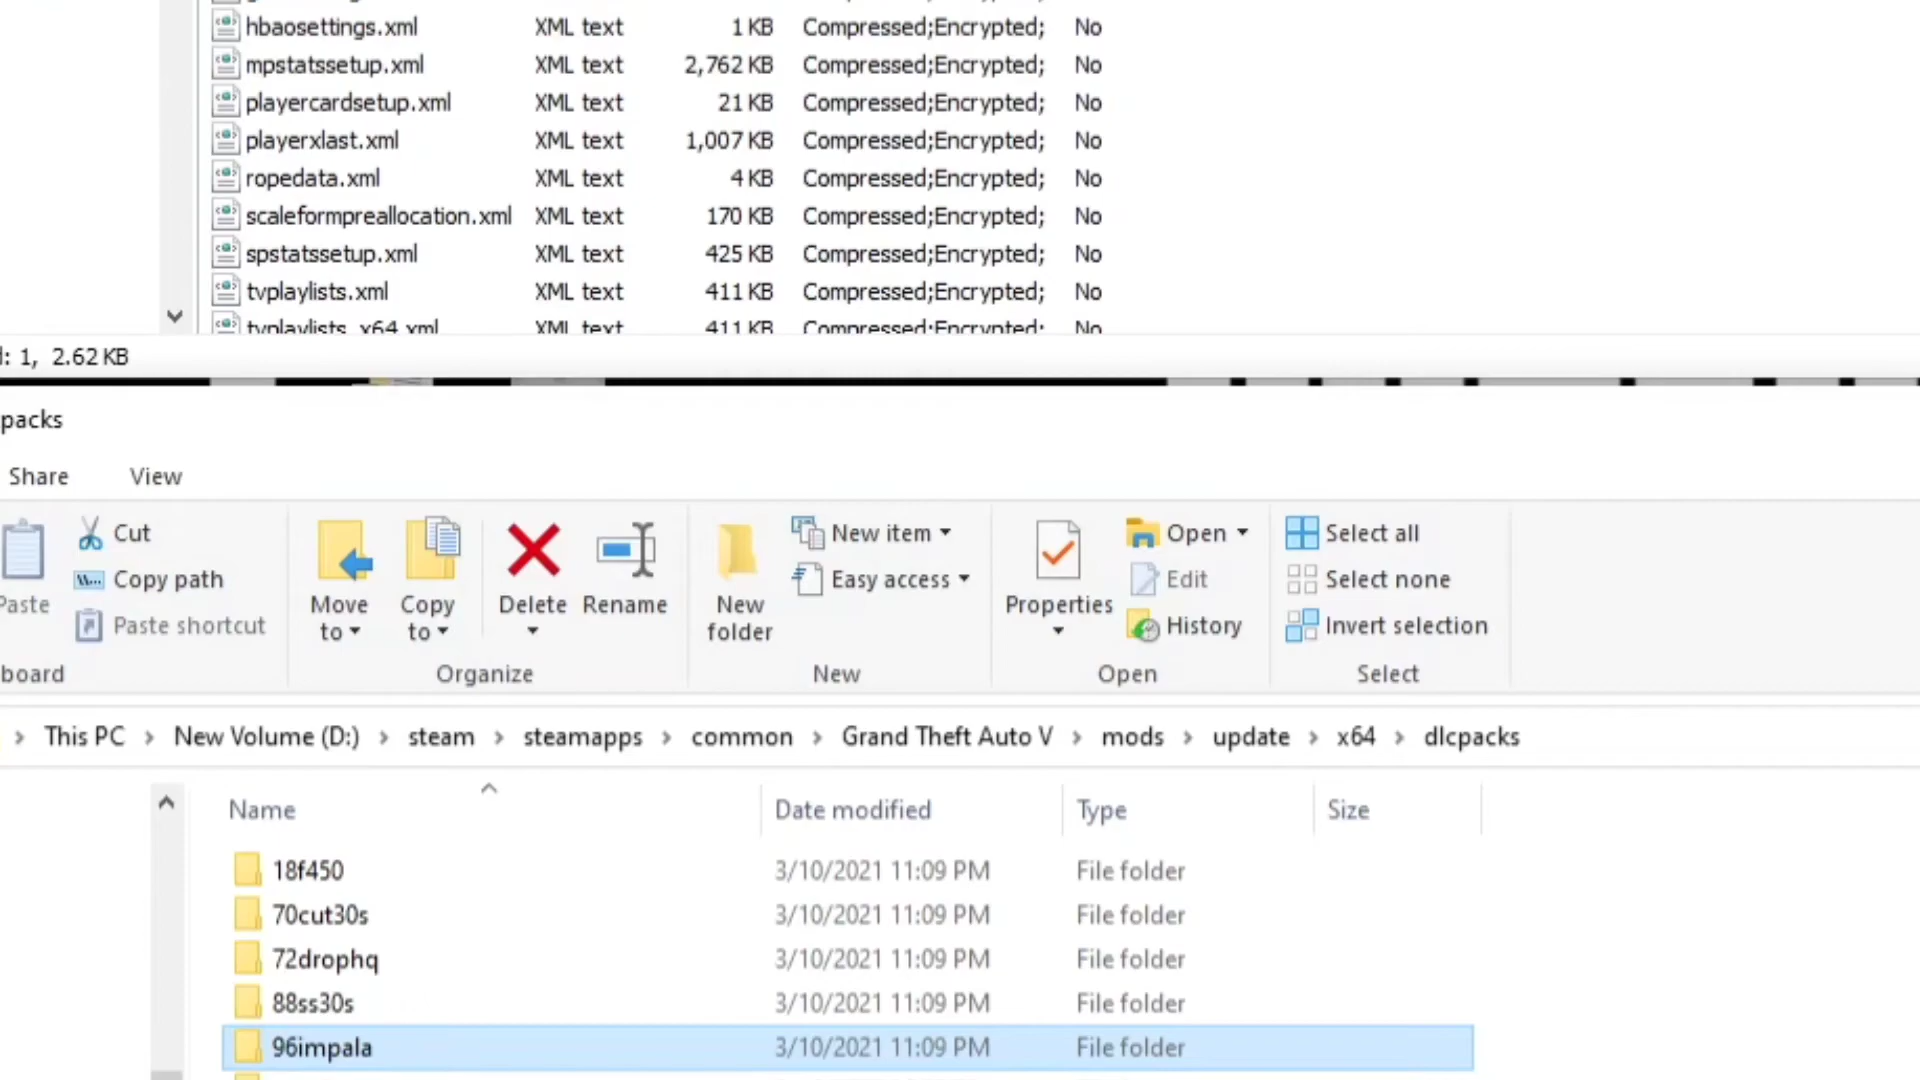 hbaosettings.xml XML text 1 KB Compressed;Encrypted; No
mpstatssetup.xml XML text 2,762 KB Compressed;Encrypted; No
playercardsetup.xml XML text 21 KB Compressed;Encrypted; No
playerxlast.xml XML text 1,007 KB Compressed;Encrypted; No
ropedata.xml XML text 4 KB Compressed;Encrypted; No
scaleformpreallocation.xml XML text 170 KB Compressed;Encrypted; No
spstatssetup.xml XML text 425 KB Compressed;Encrypted; No
tvplaylists.xml XML text 411 KB Compressed;Encrypted; No
tvplaylists_x64.xml XML text 411 KB Compressed;Encrypted; No
: 1, 2.62 KB
packs
Share View
Paste
Cut
Copy path
Paste shortcut
board
Move to
Copy to
Delete
Rename
Organize
New folder
New item
Easy access
New
Properties
Open
Edit
History
Open
Select all
Select none
Invert selection
Select
> This PC > New Volume (D:) > steam > steamapps > common > Grand Theft Auto V > mods > update > x64 > dlcpacks
Name Date modified Type Size
18f450 3/10/2021 11:09 PM File folder
70cut30s 3/10/2021 11:09 PM File folder
72drophq 3/10/2021 11:09 PM File folder
88ss30s 3/10/2021 11:09 PM File folder
96impala 3/10/2021 11:09 PM File folder